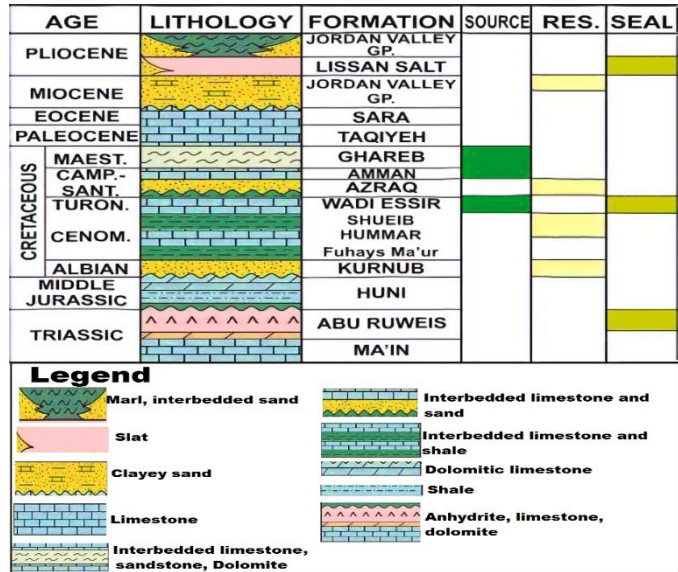 AGE LITHOLOGY FORMATION SOURCE RES. SEAL
PLIOCENE
JORDAN VALLEY
GP.
LISSAN SALT
MIOCENE
JORDAN VALLEY
GP.
EOCENE SARA
PALEOCENE TAQIYEH
CRETACEOUS
MAEST. GHAREB
CAMP.-
SANT.
AMMAN
AZRAQ
TURON. WADI ESSIR
CENOM.
SHUEIB
HUMMAR
Fuhays Ma'ur
ALBIAN KURNUB
MIDDLE
JURASSIC
HUNI
TRIASSIC
ABU RUWEIS
MA'IN
Legend
Marl, interbedded sand
Slat
Clayey sand
Limestone
Interbedded limestone,
sandstone, Dolomite
Interbedded limestone and
sand
Interbedded limestone and
shale
Dolomitic limestone
Shale
Anhydrite, limestone,
dolomite